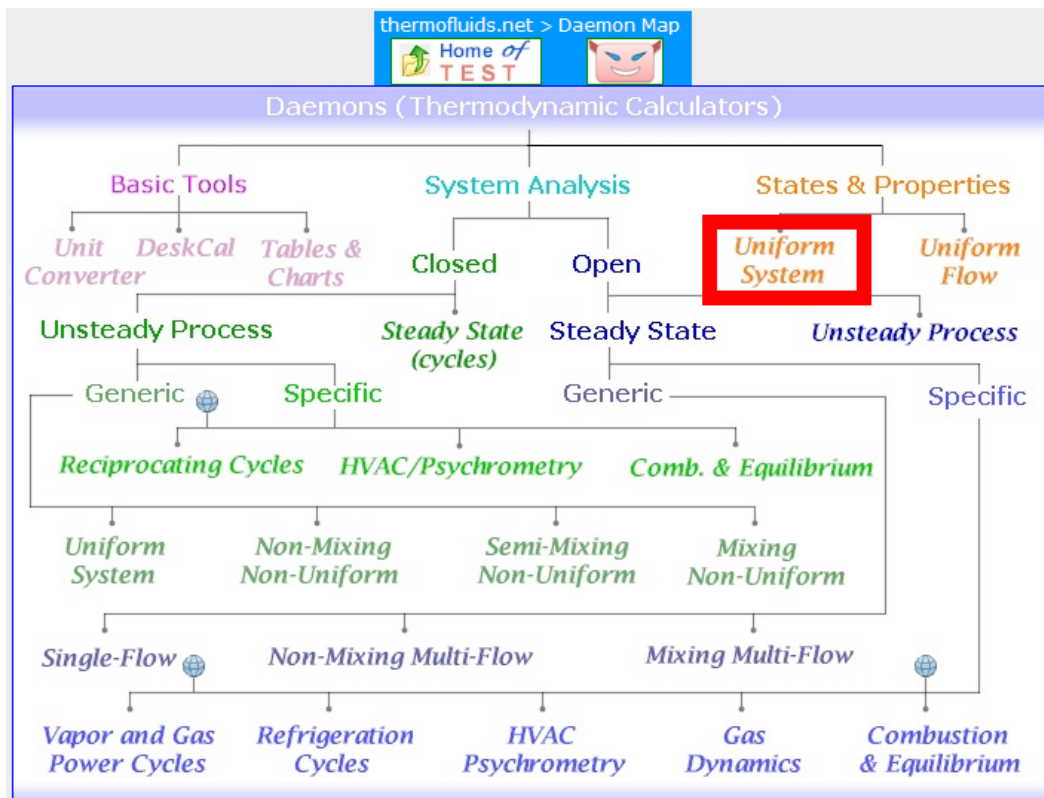 thermofluids.net > Daemon Map
Home of
TEST
Daemons (Thermodynamic Calculators)
Basic Tools
System Analysis
States & Properties
Unit
Converter
DeskCal
Tables &
Charts
Closed
Open
Uniform
System
Uniform
Flow
Unsteady Process
Steady State
(cycles)
Steady State
Unsteady Process
Generic
Specific
Generic
Specific
Reciprocating Cycles
HVAC/Psychrometry
Comb. & Equilibrium
Uniform
System
Non-Mixing
Non-Uniform
Semi-Mixing
Non-Uniform
Mixing
Non-Uniform
Single-Flow
Non-Mixing Multi-Flow
Mixing Multi-Flow
Vapor and Gas
Power Cycles
Refrigeration
Cycles
HVAC
Psychrometry
Gas
Dynamics
Combustion
& Equilibrium